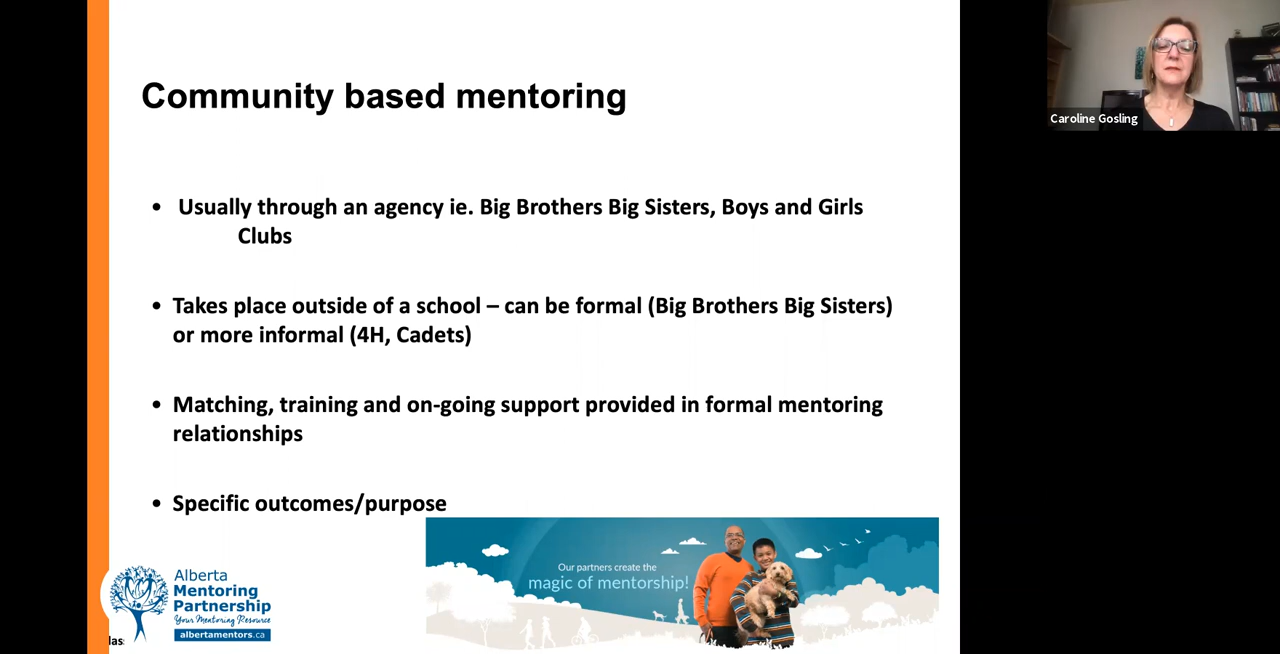 Community based mentoring
• Usually through an agency ie. Big Brothers Big Sisters, Boys and Girls
Clubs
• Takes place outside of a school – can be formal (Big Brothers Big Sisters)
or more informal (4H, Cadets)
• Matching, training and on-going support provided in formal mentoring
relationships
• Specific outcomes/purpose
Our partners create the
magic of mentorship!
Alberta
Mentoring
Partnership
Your Mentoring Resource
albertamentors.ca
Caroline Gosling